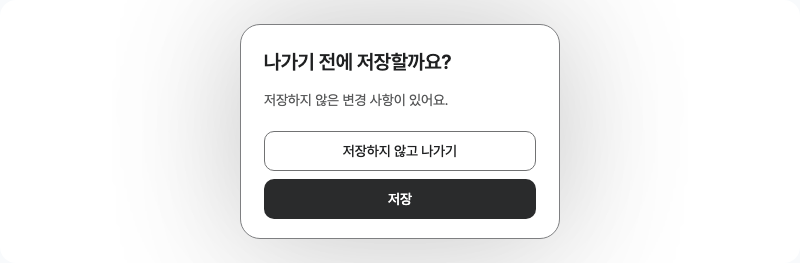 나가기 전에 저장할까요?
저장하지 않은 변경 사항이 있어요.
저장하지 않고 나가기
저장